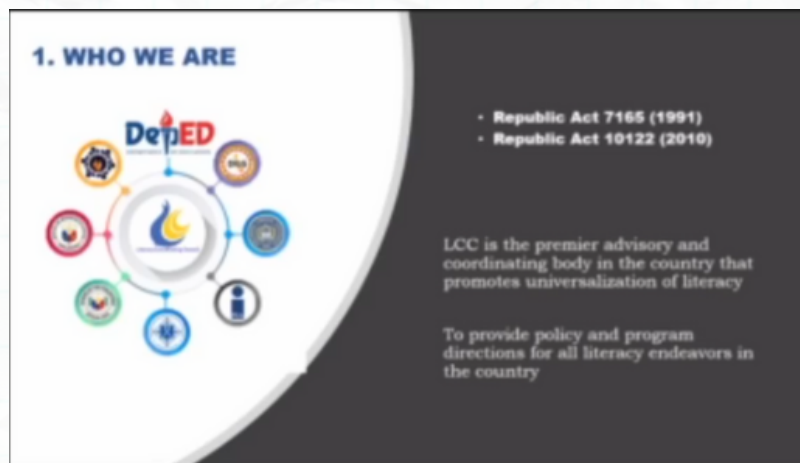 1. WHO WE ARE
DepED
• Republic Act 7165 (1991)
• Republic Act 10122 (2010)
LCC is the premier advisory and
coordinating body in the country that
promotes universalization of literacy
To provide policy and program
directions for all literacy endeavors in
the country